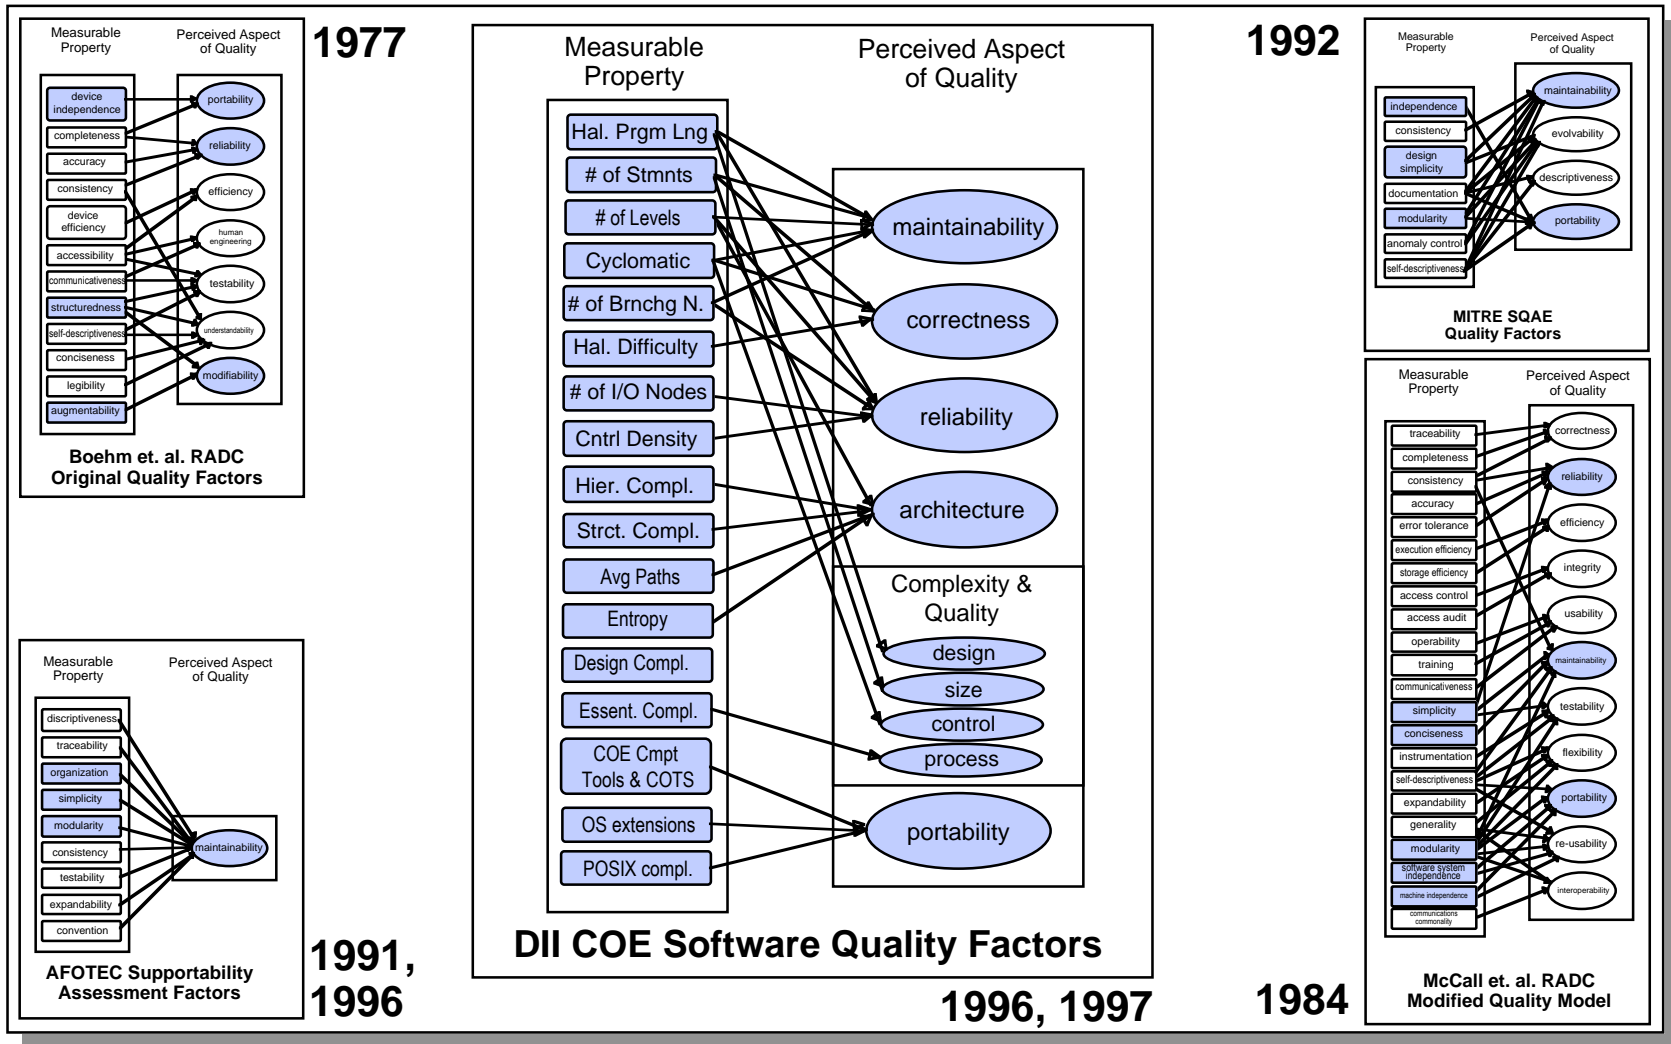 Measurable
Property
Perceived Aspect
of Quality
1977
device
independence
completeness
accuracy
consistency
device
efficiency
accessibility
communicativeness
structuredness
self-descriptiveness
conciseness
legibility
augmentability
portability
reliability
efficiency
human
engineering
testability
understandability
modifiability
Boehm et. al. RADC
Original Quality Factors
Measurable
Property
Perceived Aspect
of Quality
discriptiveness
traceability
organization
simplicity
modularity
consistency
testability
expandability
convention
maintainability
AFOTEC Supportability
Assessment Factors
1991,
1996
Measurable
Property
Perceived Aspect
of Quality
Hal. Prgm Lng
# of Stmnts
# of Levels
Cyclomatic
# of Brnchg N.
Hal. Difficulty
# of I/O Nodes
Cntrl Density
Hier. Compl.
Strct. Compl.
Avg Paths
Entropy
Design Compl.
Essent. Compl.
COE Cmpt
Tools & COTS
OS extensions
POSIX compl.
maintainability
correctness
reliability
architecture
Complexity &
Quality
design
size
control
process
portability
DII COE Software Quality Factors
1996, 1997
1992
Measurable
Property
Perceived Aspect
of Quality
independence
consistency
design
simplicity
documentation
modularity
anomaly control
self-descriptiveness
maintainability
evolvability
descriptiveness
portability
MITRE SQAE
Quality Factors
Measurable
Property
Perceived Aspect
of Quality
traceability
completeness
consistency
accuracy
error tolerance
execution efficiency
storage efficiency
access control
access audit
operability
training
communicativeness
simplicity
conciseness
instrumentation
self-descriptiveness
expandability
generality
modularity
software system
independence
machine independence
communications
commonality
correctness
reliability
efficiency
integrity
usability
maintainability
testability
flexibility
portability
re-usability
interoperability
1984
McCall et. al. RADC
Modified Quality Model